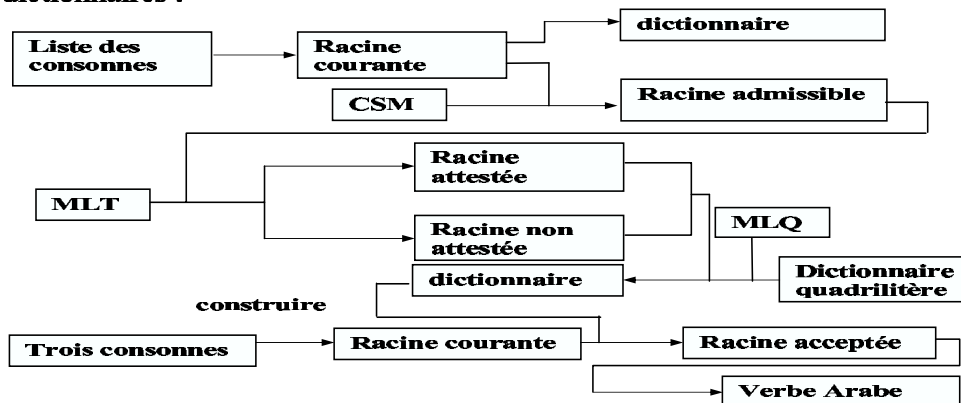 dictionnaires :
dictionnaire
Liste des
consonnes
Racine
courante
CSM
Racine admissible
Racine
attestée
MLT
Racine non
attestée
MLQ
dictionnaire
Dictionnaire
quadrilitère
construire
Trois consonnes
Racine courante
Racine acceptée
Verbe Arabe